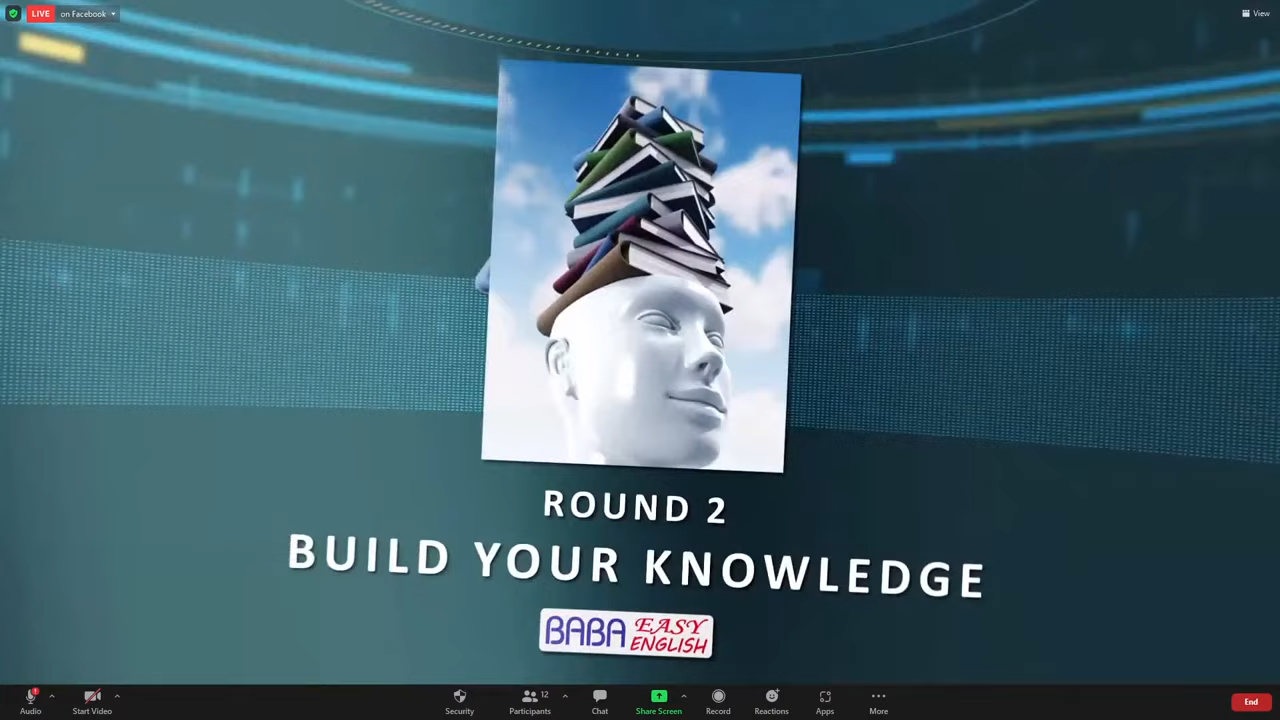 LIVE on Facebook
View
ROUND 2
BUILD YOUR KNOWLEDGE
BABA EASY ENGLISH
Audio
Start Video
Security
Participants 12
Chat
Share Screen
Record
Reactions
Apps
More
End